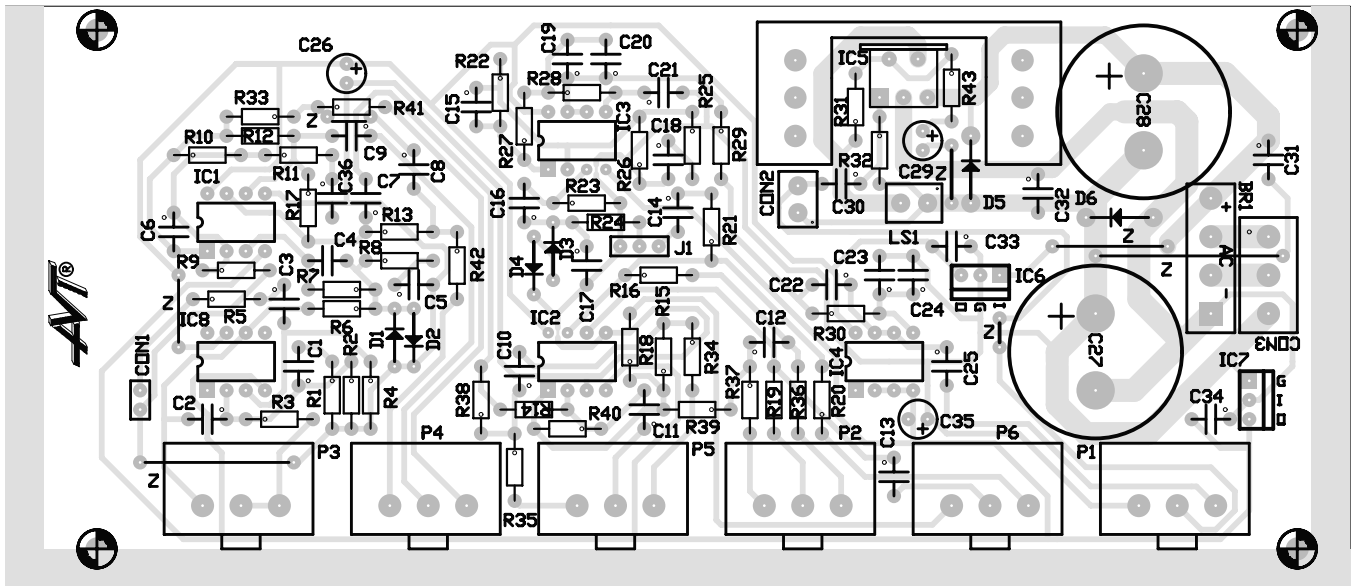 C26
R22
C19
C20
R28
C21
R25
IC5
R43
C28
R33
R41
Z
C15
IC3
R31
R10
R12
C9
R27
C18
R29
R32
C31
R11
C8
R26
C29
Z
IC1
C36
C7
R17
C16
R23
C14
CON2
C30
D5
C32
D6
BR1
+
C6
R13
R24
R21
LS1
C33
Z
C4
R8
D4
D3
J1
AC
R9
C3
R7
R42
C17
R16
C23
IC6
Z
AVT®
Z
R5
C5
R15
C22
C24
O G I
-
IC8
R6
D1
D2
IC2
R18
R34
C12
R30
Z
C27
CON3
CON1
C1
R2
C10
R37
IC4
C25
IC7
G
I
O
C2
R3
R1
R4
R38
R14
R40
C11
R39
R19
R36
R20
C35
C34
P3
P4
P5
P2
C13
P6
P1
Z
R35